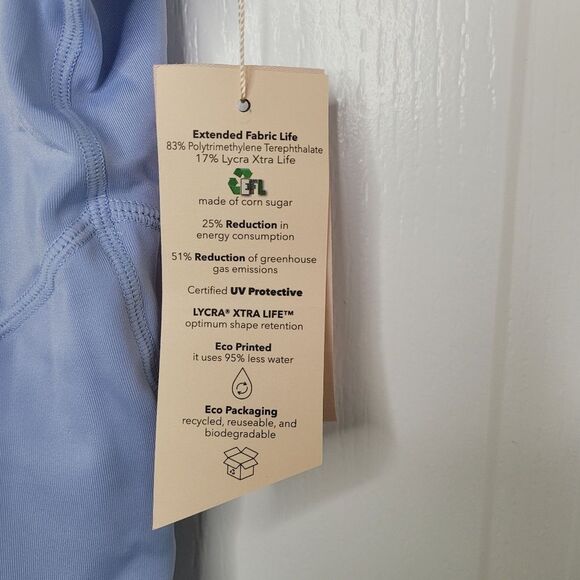 Extended Fabric Life
83% Polytrimethylene Terephthalate
17% Lycra Xtra Life
EFL
made of corn sugar
25% Reduction in
energy consumption
51% Reduction of greenhouse
gas emissions
Certified UV Protective
LYCRA® XTRA LIFE™
optimum shape retention
Eco Printed
it uses 95% less water
Eco Packaging
recycled, reuseable, and
biodegradable